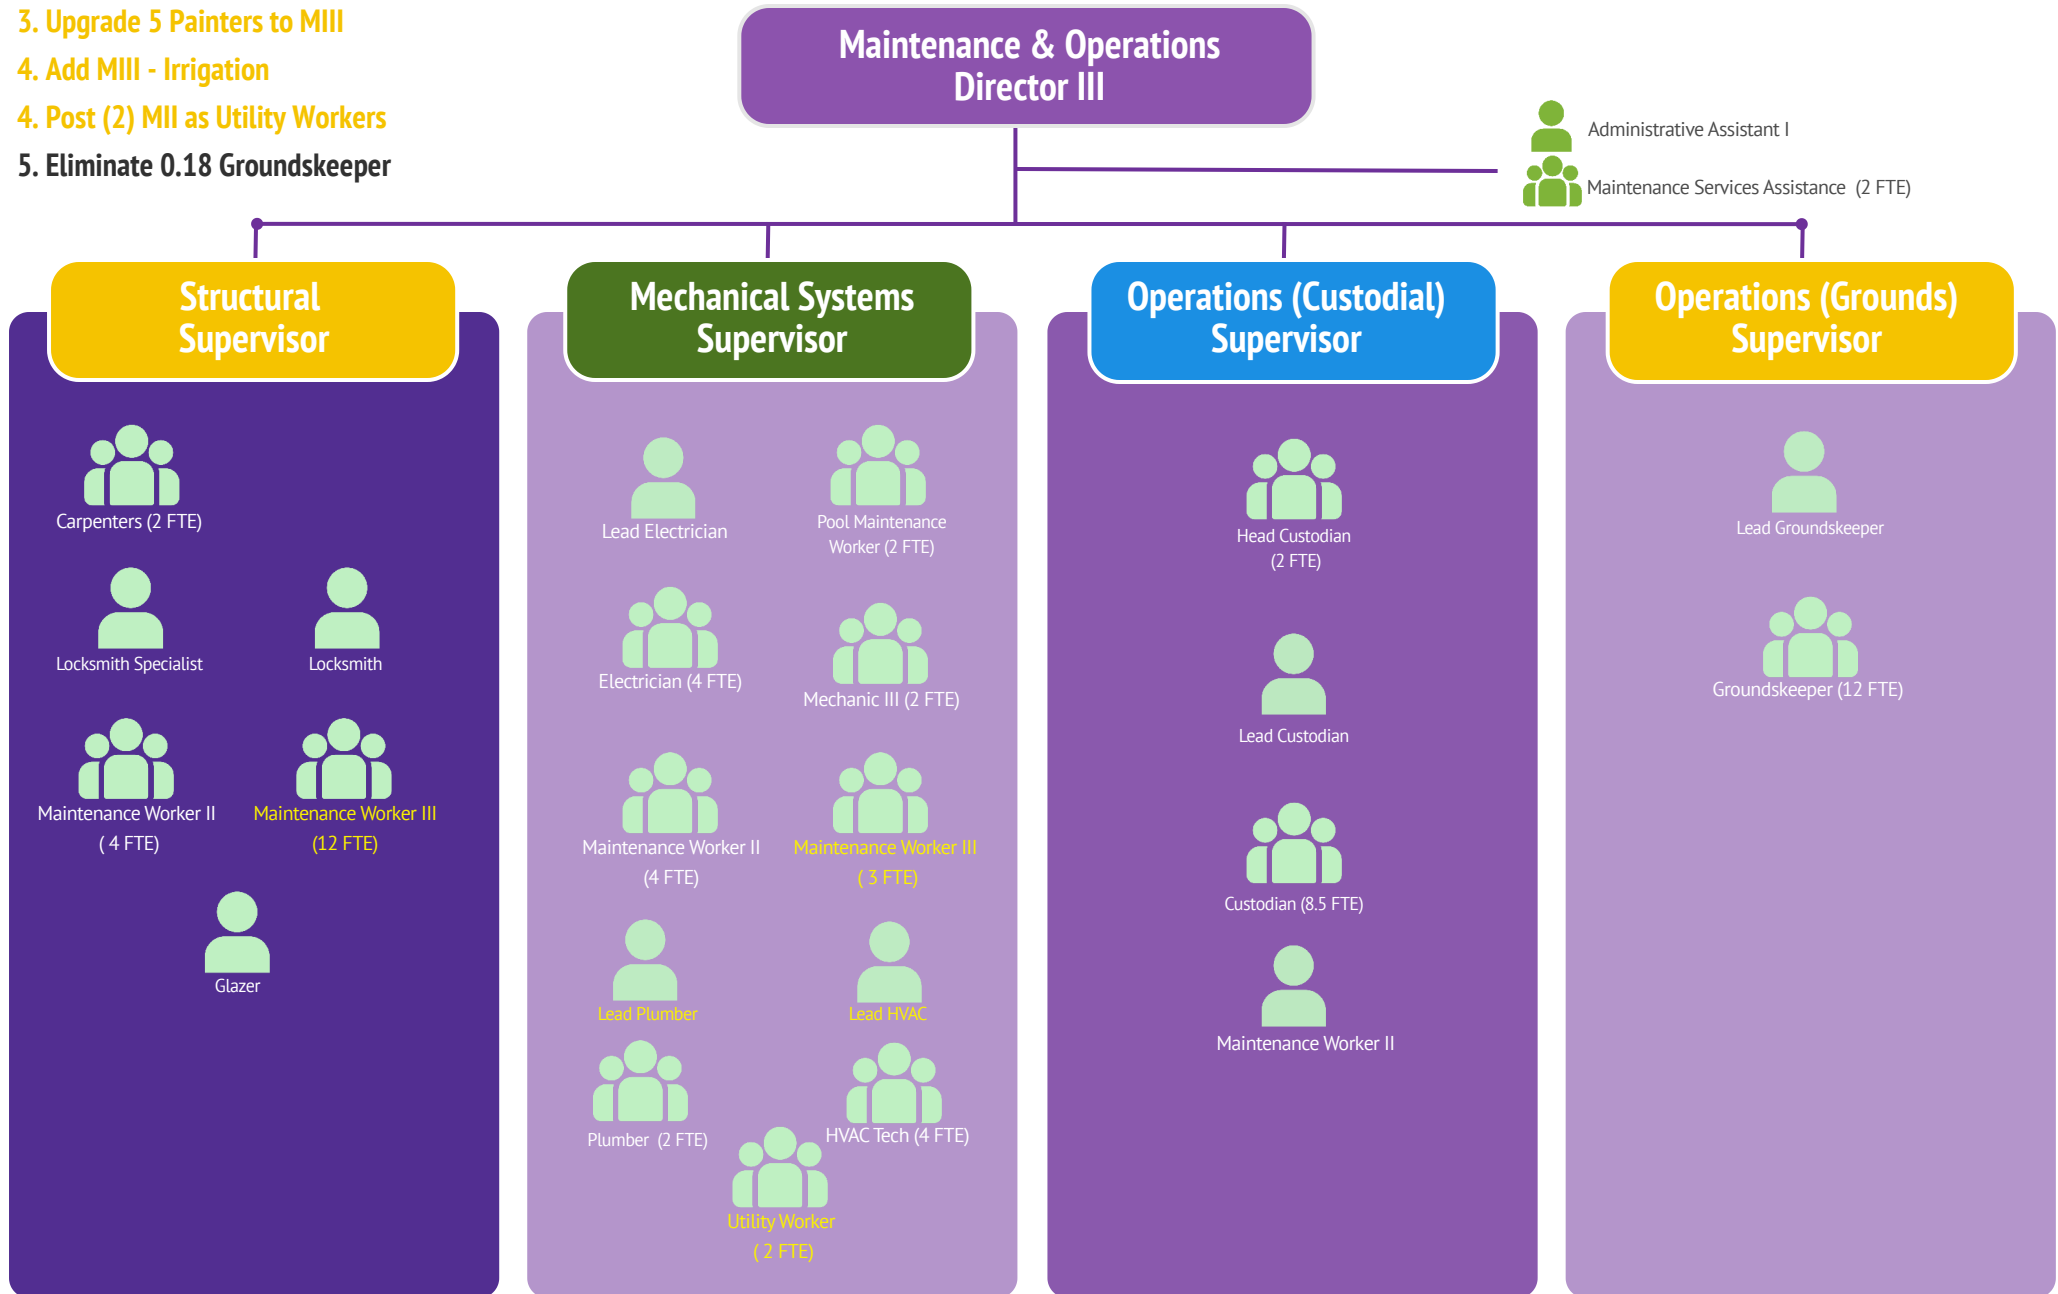 3. Upgrade 5 Painters to MIII
4. Add MIII - Irrigation
4. Post (2) MII as Utility Workers
5. Eliminate 0.18 Groundskeeper
Maintenance & Operations
Director III
Administrative Assistant I
Maintenance Services Assistance (2 FTE)
Structural
Supervisor
Carpenters (2 FTE)
Locksmith Specialist
Locksmith
Maintenance Worker II
( 4 FTE)
Maintenance Worker III
(12 FTE)
Glazer
Mechanical Systems
Supervisor
Lead Electrician
Pool Maintenance
Worker (2 FTE)
Electrician (4 FTE)
Mechanic III (2 FTE)
Maintenance Worker II
(4 FTE)
Maintenance Worker III
( 3 FTE)
Lead Plumber
Lead HVAC
Plumber (2 FTE)
HVAC Tech (4 FTE)
Utility Worker
( 2 FTE)
Operations (Custodial)
Supervisor
Head Custodian
(2 FTE)
Lead Custodian
Custodian (8.5 FTE)
Maintenance Worker II
Operations (Grounds)
Supervisor
Lead Groundskeeper
Groundskeeper (12 FTE)